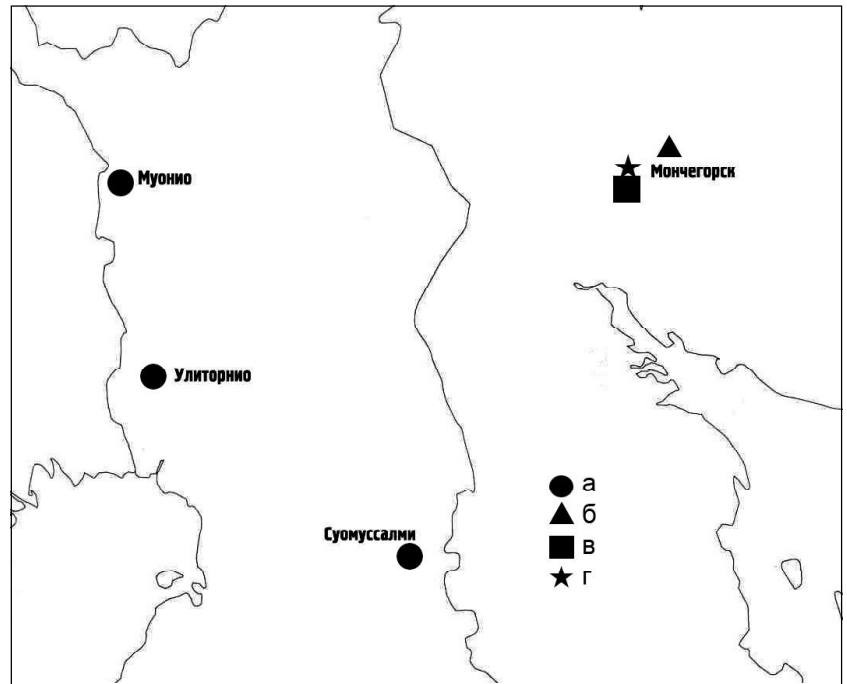 Муонио
Мончегорск
Улиторнио
Суомуссалми
а
б
в
г